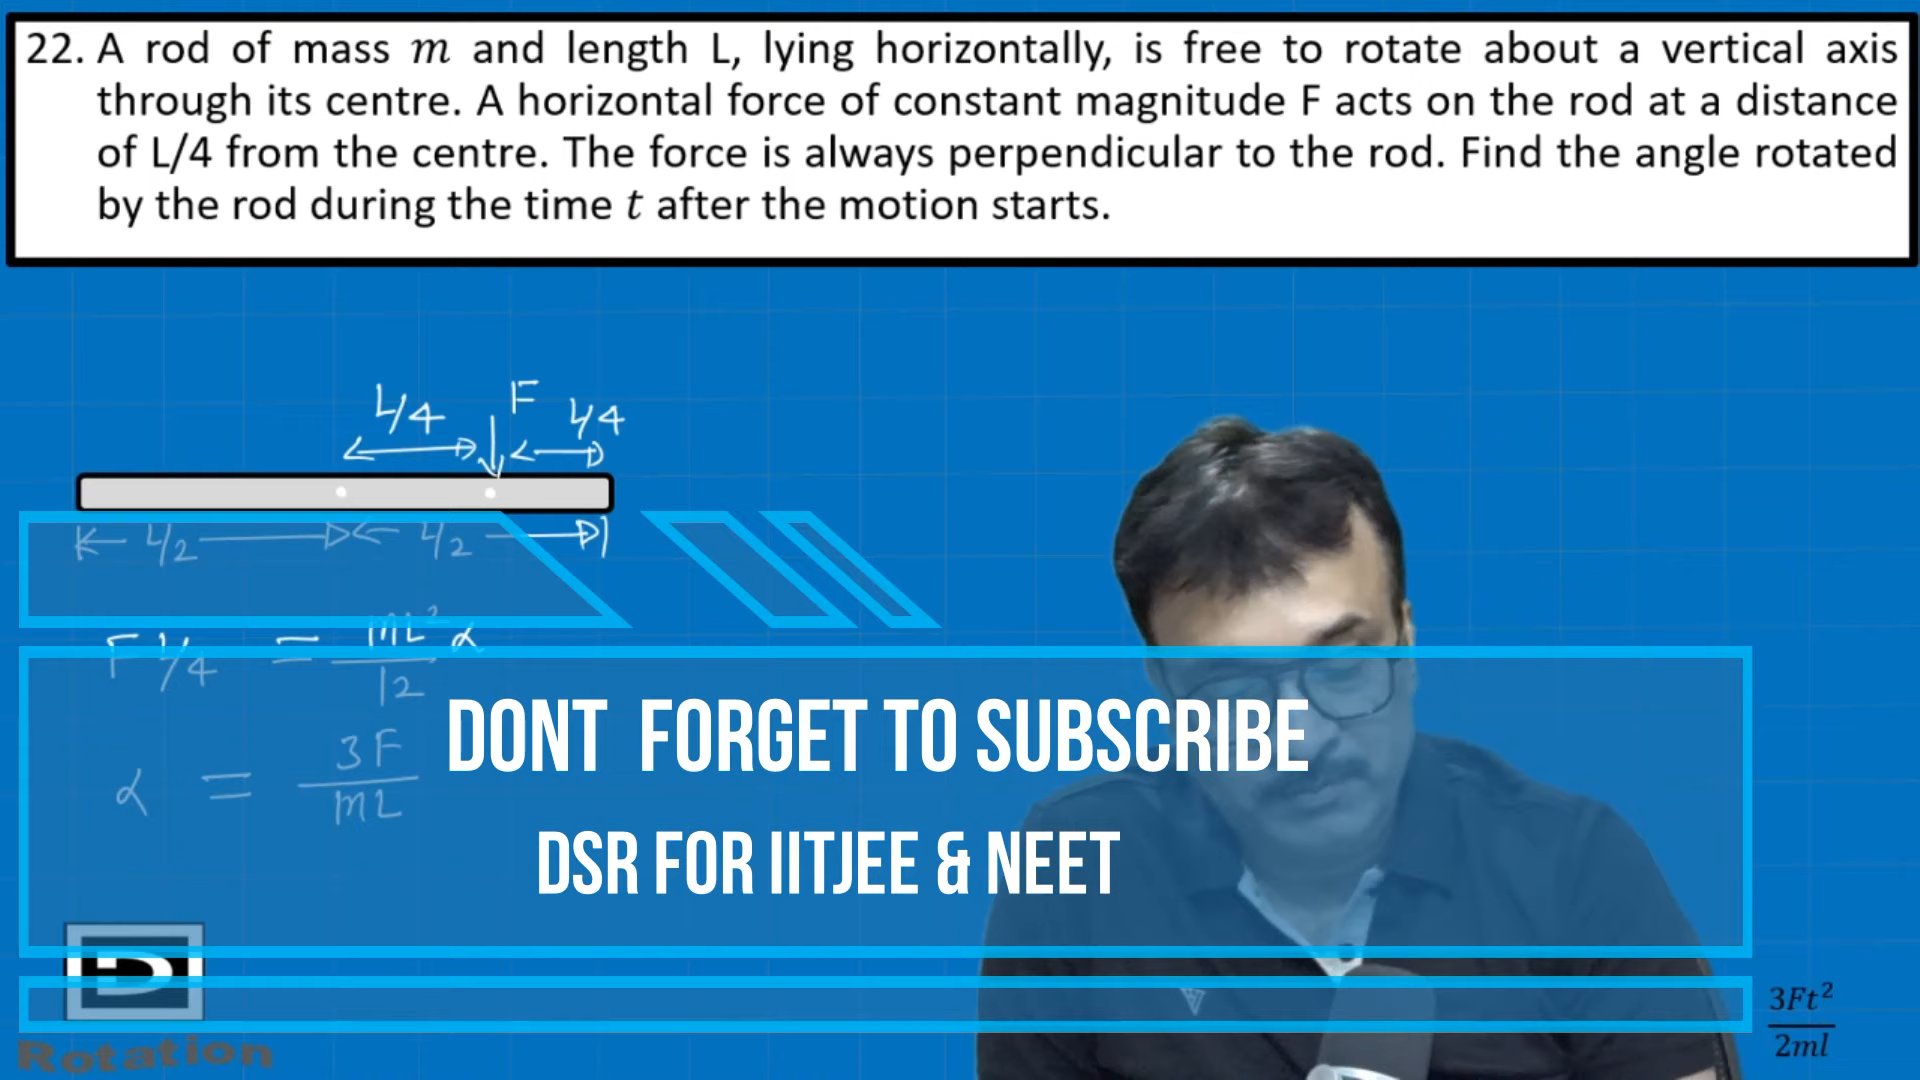 22. A rod of mass m and length L, lying horizontally, is free to rotate about a vertical axis
through its centre. A horizontal force of constant magnitude F acts on the rod at a distance
of L/4 from the centre. The force is always perpendicular to the rod. Find the angle rotated
by the rod during the time t after the motion starts.
L/4 F L/4
L/2 L/2
F L/4 = mL²/12 α
α = 3F/mL
DONT FORGET TO SUBSCRIBE
DSR FOR IITJEE & NEET
D
3Ft²/2ml
Rotation